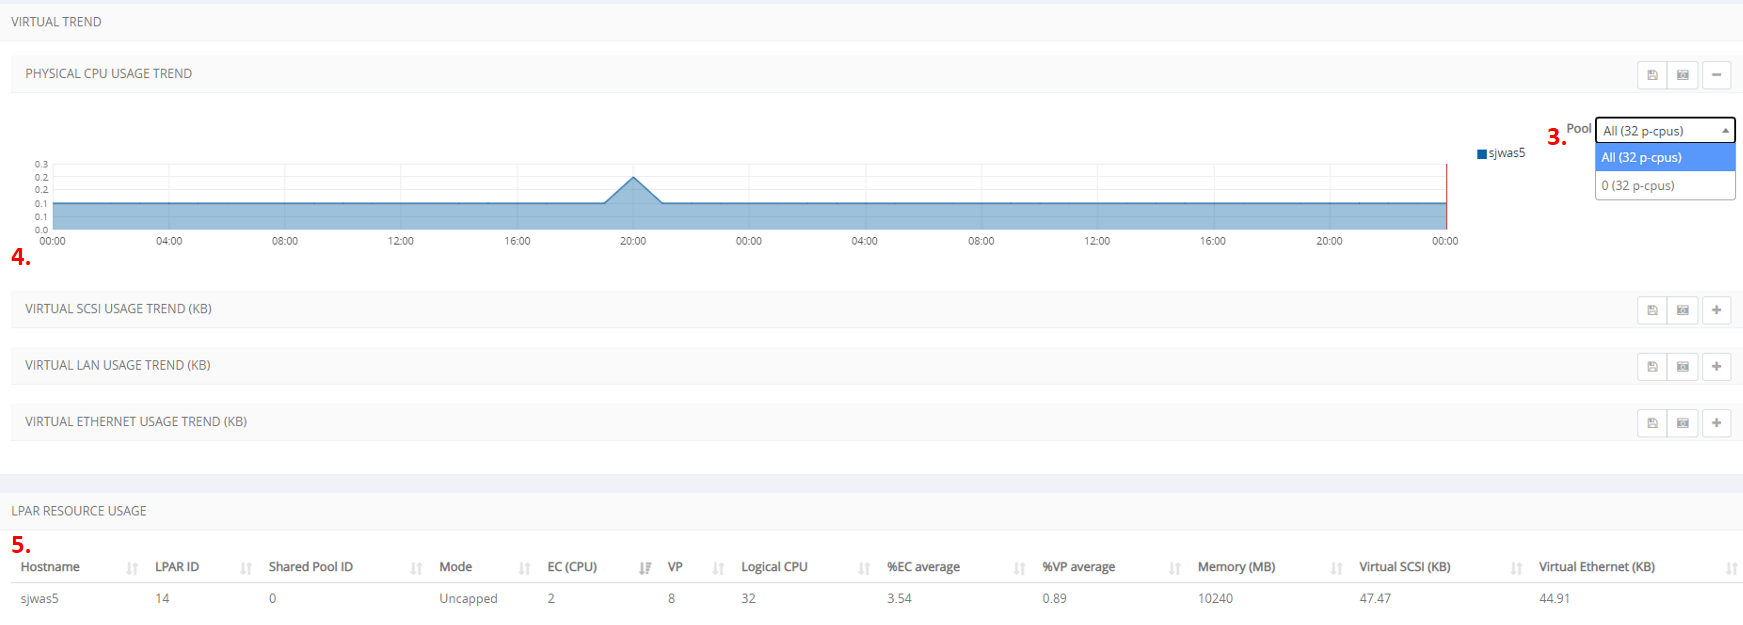 VIRTUAL TREND
PHYSICAL CPU USAGE TREND
3. Pool All (32 p-cpus)
All (32 p-cpus)
0 (32 p-cpus)
sjwas5
0.3
0.2
0.2
0.1
0.1
0.0
00:00 04:00 08:00 12:00 16:00 20:00 00:00 04:00 08:00 12:00 16:00 20:00 00:00
4.
VIRTUAL SCSI USAGE TREND (KB)
VIRTUAL LAN USAGE TREND (KB)
VIRTUAL ETHERNET USAGE TREND (KB)
LPAR RESOURCE USAGE
5.
Hostname LPAR ID Shared Pool ID Mode EC (CPU) VP Logical CPU %EC average %VP average Memory (MB) Virtual SCSI (KB) Virtual Ethernet (KB)
sjwas5 14 0 Uncapped 2 8 32 3.54 0.89 10240 47.47 44.91